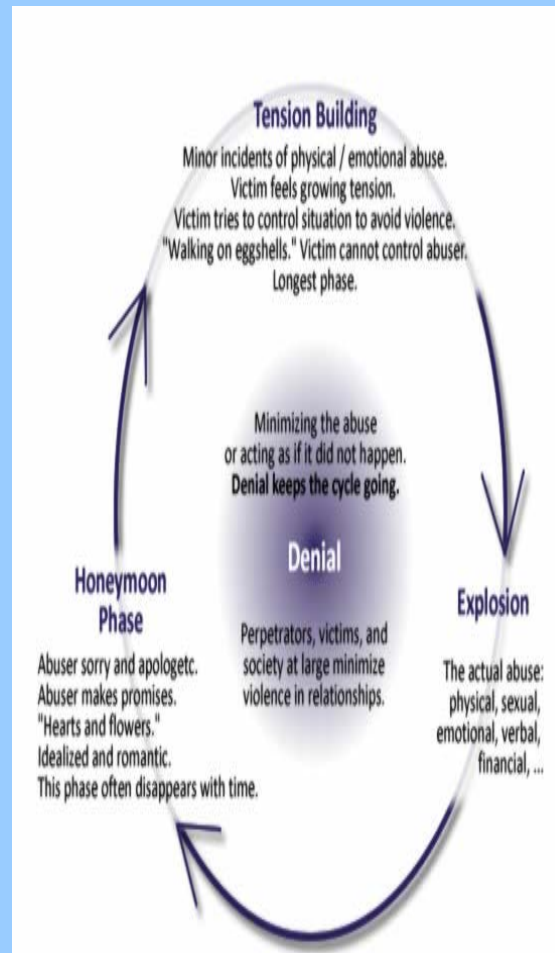 Tension Building
Minor incidents of physical / emotional abuse.
Victim feels growing tension.
Victim tries to control situation to avoid violence.
"Walking on eggshells." Victim cannot control abuser.
Longest phase.
Minimizing the abuse
or acting as if it did not happen.
Denial keeps the cycle going.
Denial
Perpetrators, victims, and
society at large minimize
violence in relationships.
Explosion
The actual abuse:
physical, sexual,
emotional, verbal,
financial, ...
Honeymoon
Phase
Abuser sorry and apologetc.
Abuser makes promises.
"Hearts and flowers."
Idealized and romantic.
This phase often disappears with time.